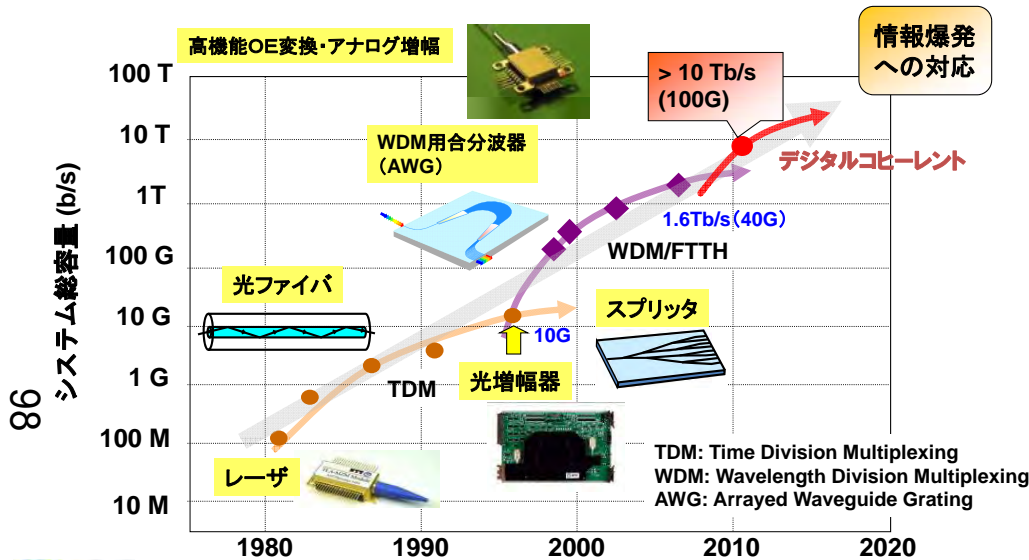 高機能OE変換・アナログ増幅
情報爆発
への対応
> 10 Tb/s
(100G)
WDM用合分波器
(AWG)
デジタルコヒーレント
1.6Tb/s(40G)
WDM/FTTH
光ファイバ
スプリッタ
10G
TDM
光増幅器
レーザ
NTT
TDM: Time Division Multiplexing
WDM: Wavelength Division Multiplexing
AWG: Arrayed Waveguide Grating
システム総容量 (b/s)
100 T
10 T
1T
100 G
10 G
1 G
100 M
10 M
1980
1990
2000
2010
2020
98